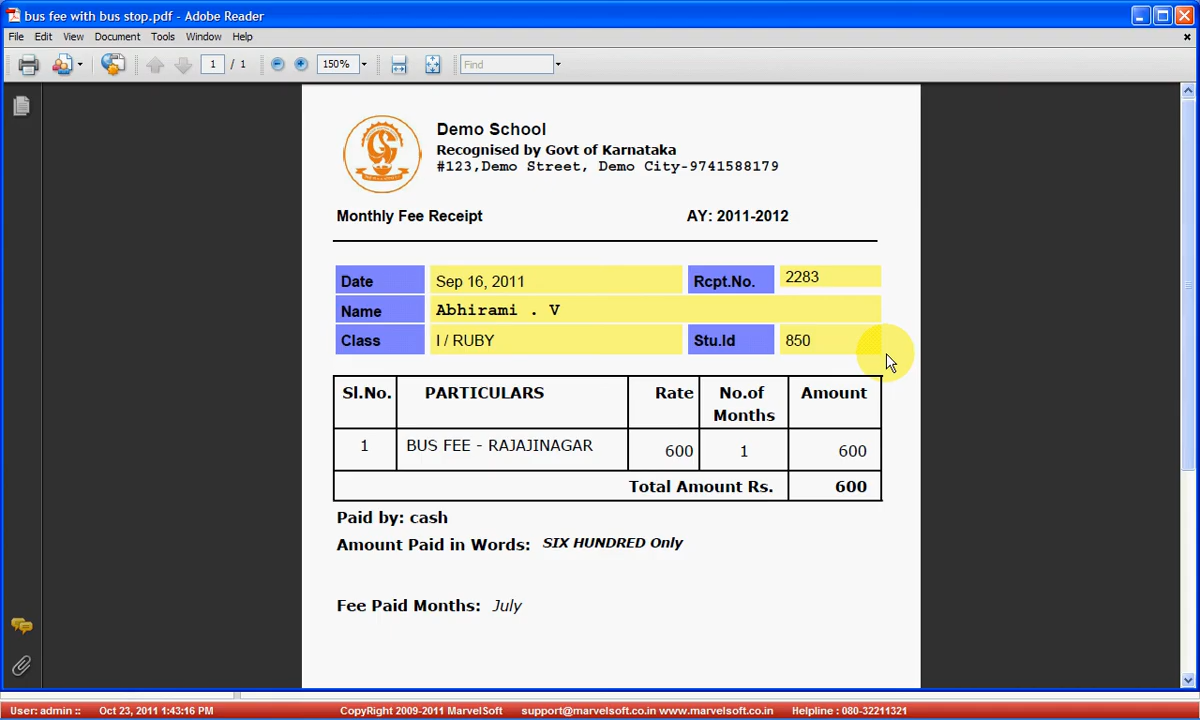 bus fee with bus stop.pdf - Adobe Reader
File Edit View Document Tools Window Help
1 / 1 150% Find
Demo School
Recognised by Govt of Karnataka
#123,Demo Street, Demo City-9741588179
Monthly Fee Receipt AY: 2011-2012
Date Sep 16, 2011 Rcpt.No. 2283
Name Abhirami . V
Class I / RUBY Stu.Id 850
Sl.No. PARTICULARS Rate No.of Months Amount
1 BUS FEE - RAJAJINAGAR 600 1 600
Total Amount Rs. 600
Paid by: cash
Amount Paid in Words: SIX HUNDRED Only
Fee Paid Months: July
User: admin :: Oct 23, 2011 1:43:16 PM CopyRight 2009-2011 MarvelSoft support@marvelsoft.co.in www.marvelsoft.co.in Helpline : 080-32211321